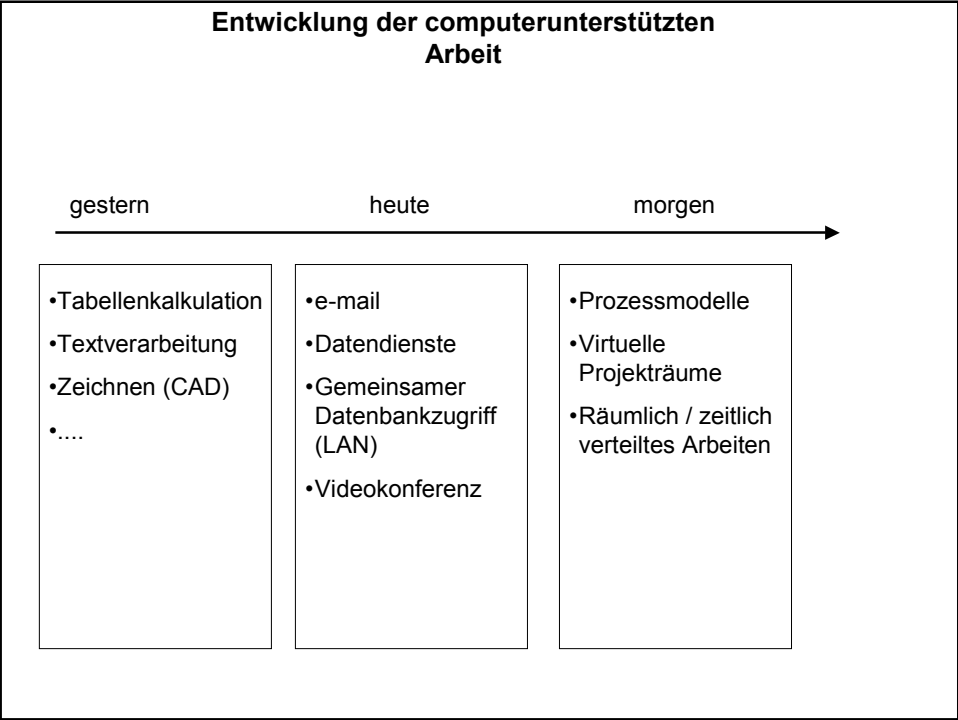 Entwicklung der computerunterstützten
Arbeit
gestern
heute
morgen
•Tabellenkalkulation
•Textverarbeitung
•Zeichnen (CAD)
•....
•e-mail
•Datendienste
•Gemeinsamer
Datenbankzugriff
(LAN)
•Videokonferenz
•Prozessmodelle
•Virtuelle
Projekträume
•Räumlich / zeitlich
verteiltes Arbeiten